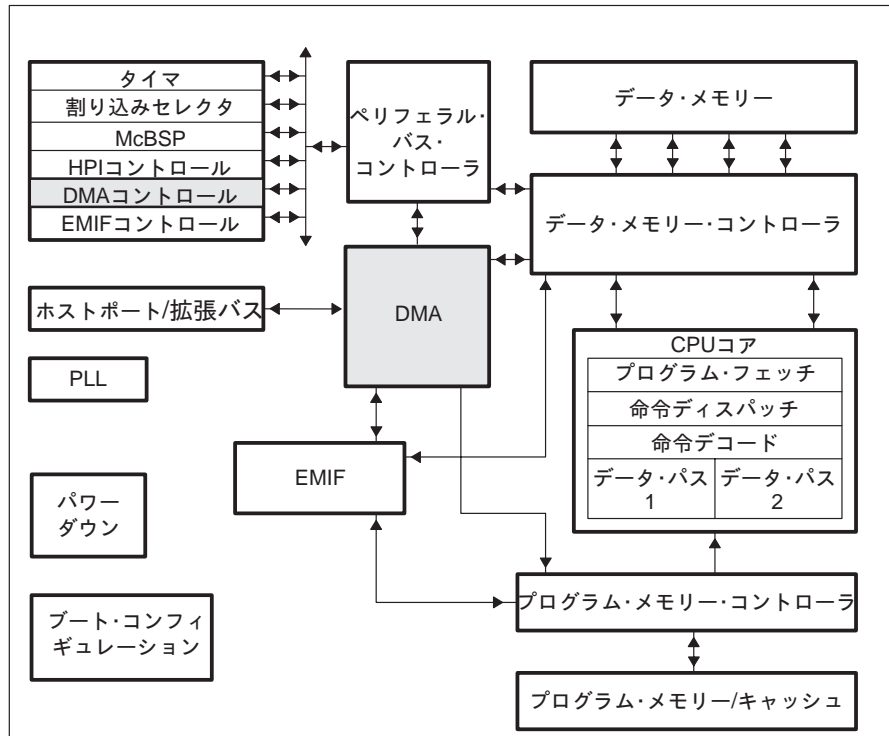 タイマ
割り込みセレクタ
McBSP
HPIコントロール
DMAコントロール
EMIFコントロール
ペリフェラル・
バス・
コントローラ
データ・メモリー
データ・メモリー・コントローラ
ホストポート/拡張バス
DMA
PLL
CPUコア
プログラム・フェッチ
命令ディスパッチ
命令デコード
データ・パス
1
データ・パス
2
EMIF
パワー
ダウン
ブート・コンフィ
ギュレーション
プログラム・メモリー・コントローラ
プログラム・メモリー/キャッシュ